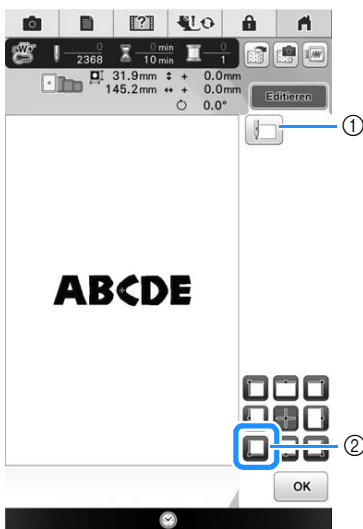 W+
0 0 min 0
2368 10 min 1
31.9mm ↕ + 0.0mm
145.2mm ↔ + 0.0mm
0.0°
Editieren
①
ABCDE
②
OK